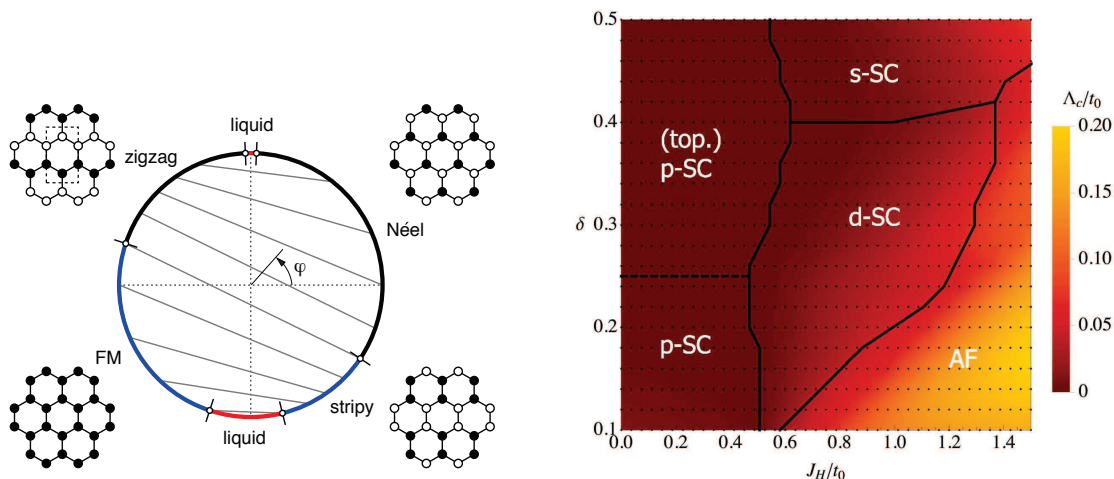 liquid
zigzag
Néel
φ
FM
stripy
liquid
0.5
0.4
0.3
0.2
0.1
δ
s-SC
(top.)
p-SC
d-SC
p-SC
AF
0.0 0.2 0.4 0.6 0.8 1.0 1.2 1.4
J_H/t_0
Λ_c/t_0
0.20
0.15
0.10
0.05
0